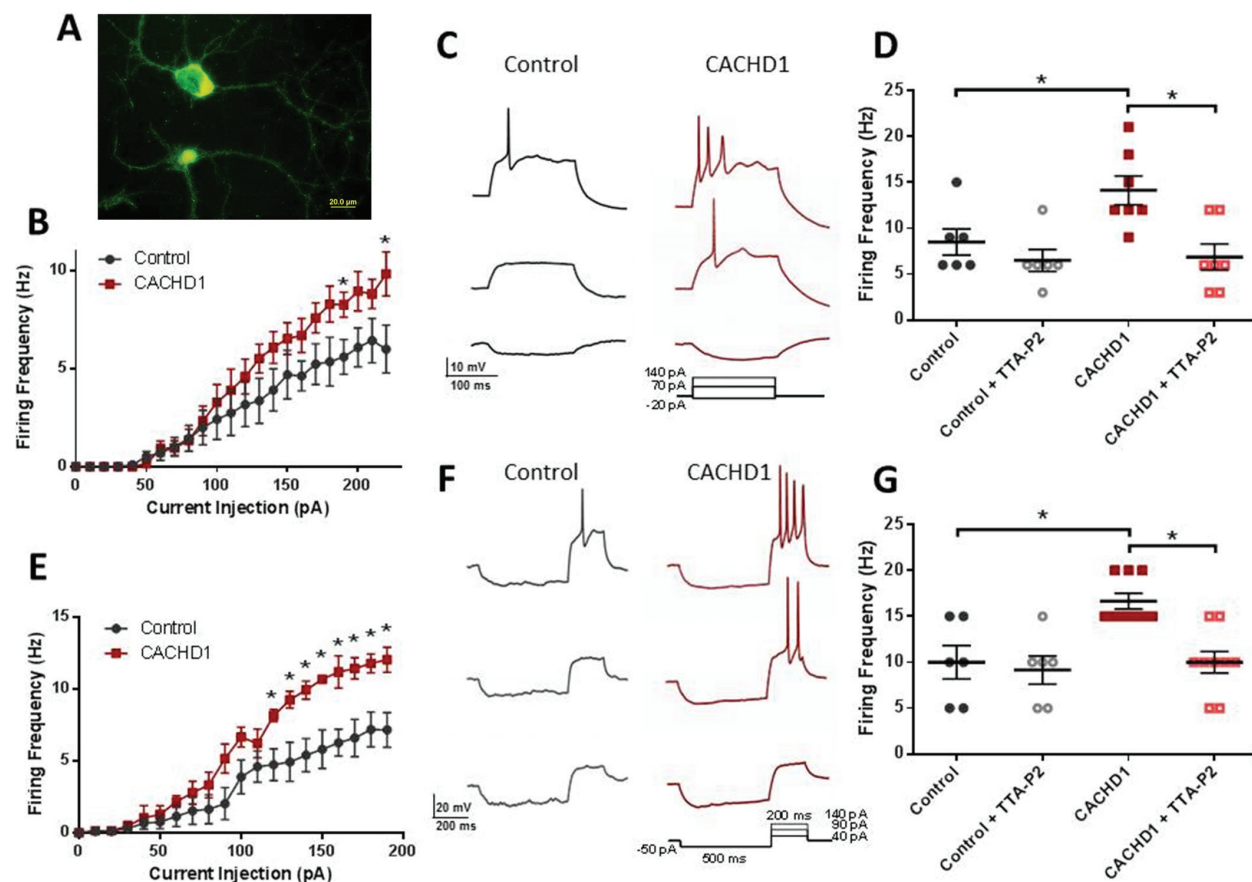 A
20.0 µm
B
Control
CACHD1
*
*
10
5
0
0
50
100
150
200
Firing Frequency (Hz)
Current Injection (pA)
C
Control
CACHD1
10 mV
100 ms
140 pA
70 pA
-20 pA
D
*
*
25
20
15
10
5
0
Firing Frequency (Hz)
Control
Control + TTA-P2
CACHD1
CACHD1 + TTA-P2
E
Control
CACHD1
* * * * * * * *
15
10
5
0
0
50
100
150
200
Firing Frequency (Hz)
Current Injection (pA)
F
Control
CACHD1
20 mV
200 ms
200 ms
140 pA
90 pA
40 pA
-50 pA
500 ms
G
*
*
25
20
15
10
5
0
Firing Frequency (Hz)
Control
Control + TTA-P2
CACHD1
CACHD1 + TTA-P2